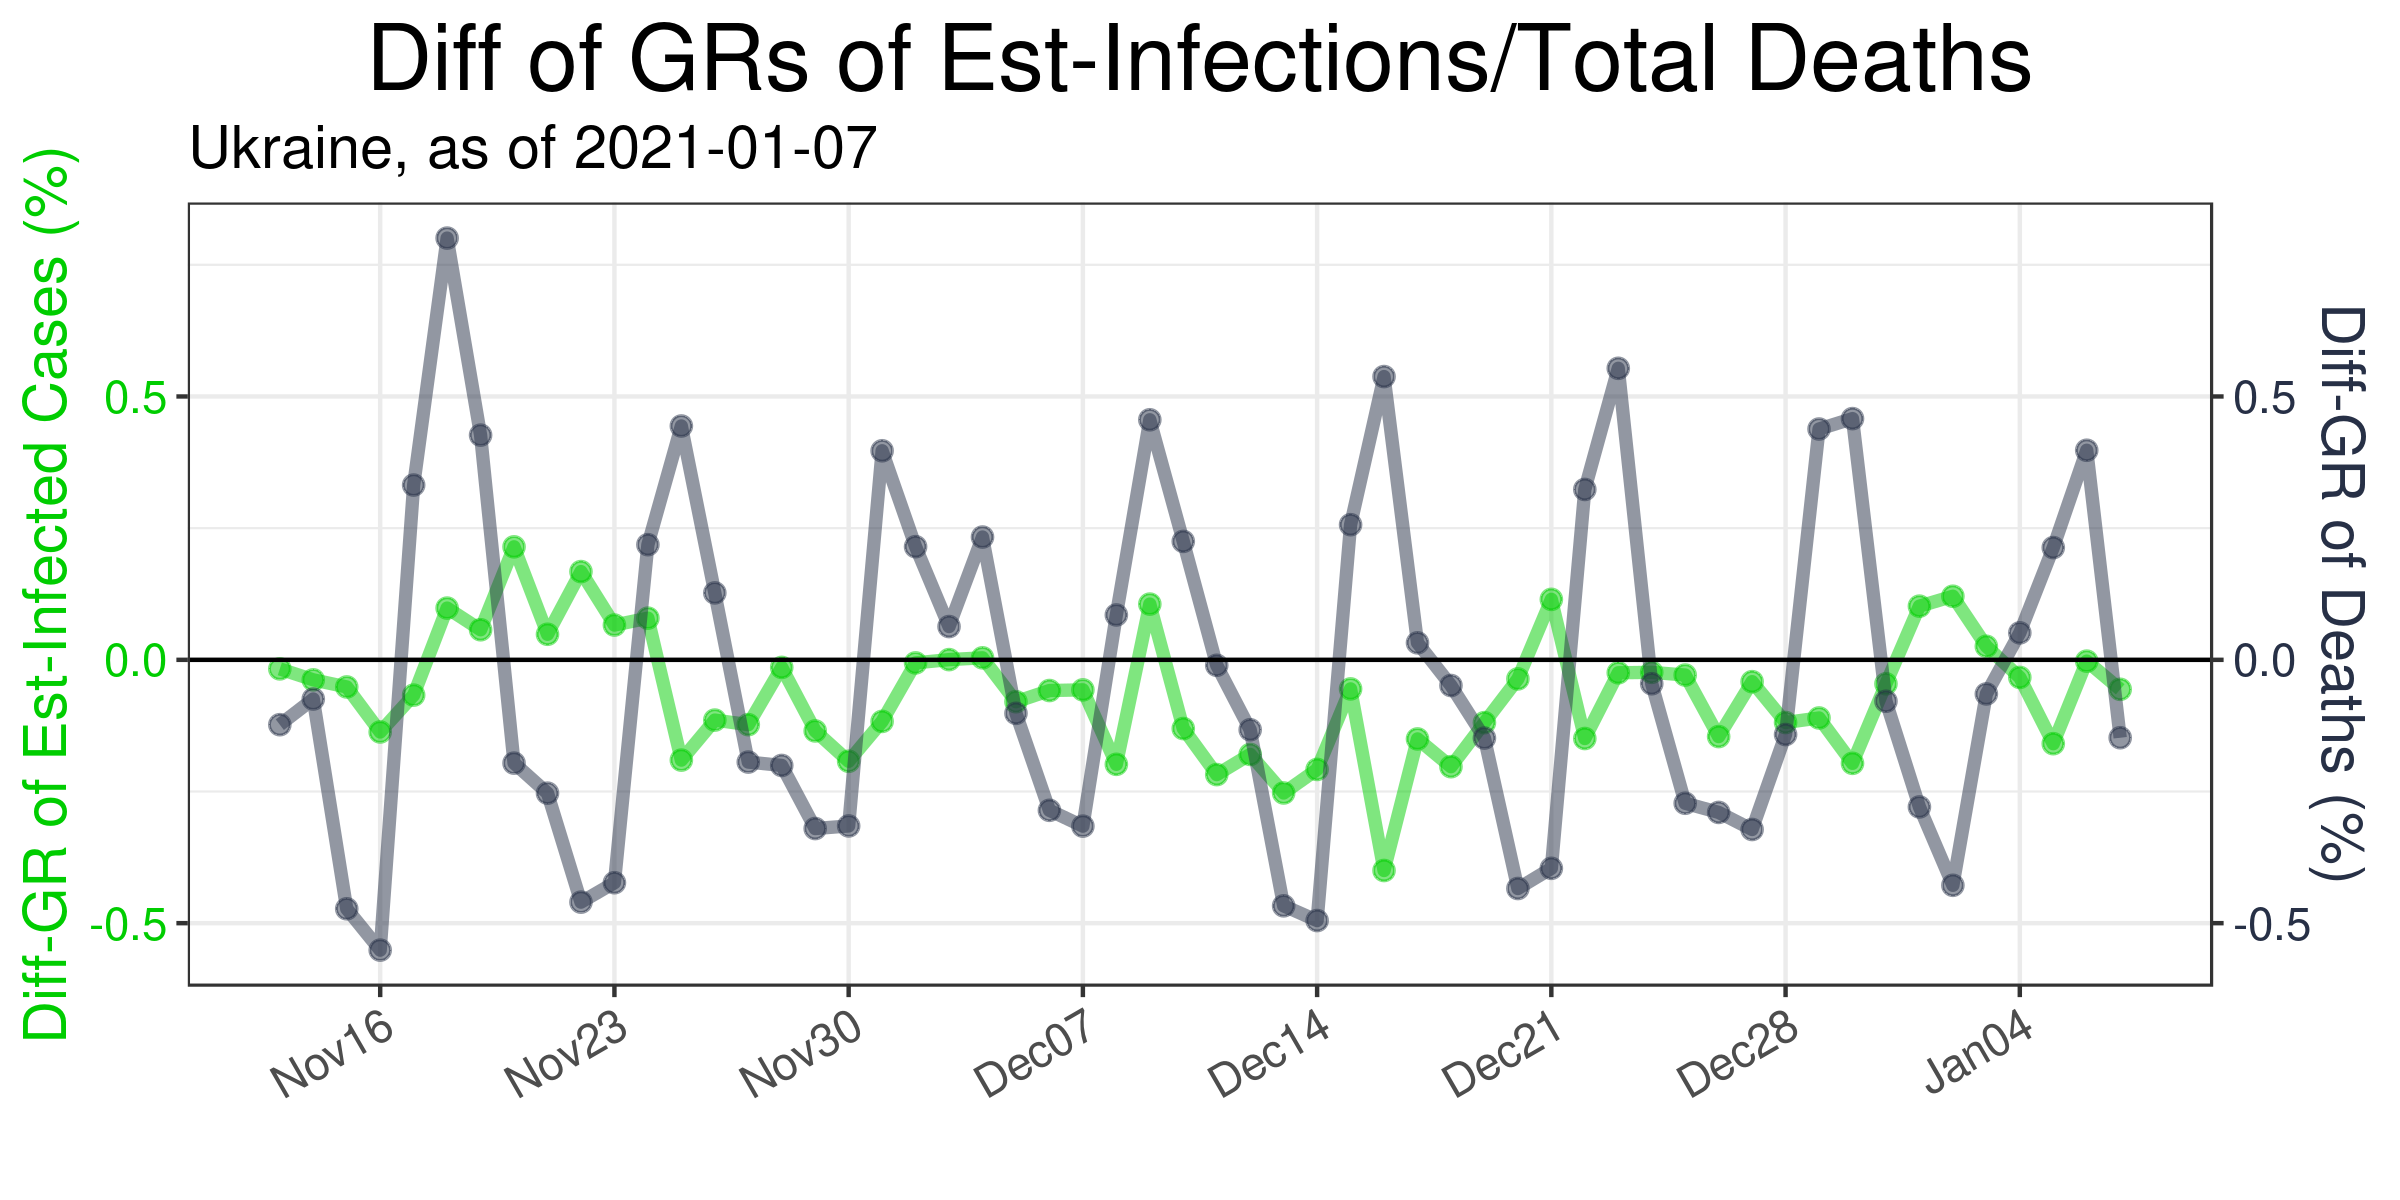 Diff of GRs of Est-Infections/Total Deaths
Ukraine, as of 2021-01-07
Diff-GR of Est-Infected Cases (%)
0.5
0.0
-0.5
0.5
0.0
-0.5
Diff-GR of Deaths (%)
Nov16
Nov23
Nov30
Dec07
Dec14
Dec21
Dec28
Jan04